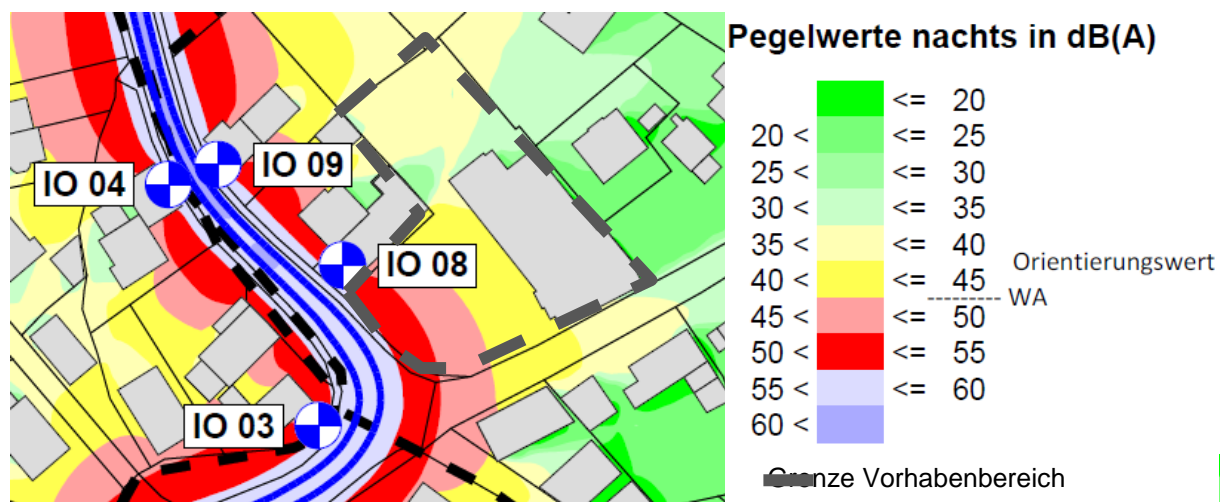 IO 04
IO 09
IO 08
IO 03
Pegelwerte nachts in dB(A)
<= 20
20 < <= 25
25 < <= 30
30 < <= 35
35 < <= 40
40 < <= 45
Orientierungswert
WA
45 < <= 50
50 < <= 55
55 < <= 60
60 <
Grenze Vorhabenbereich